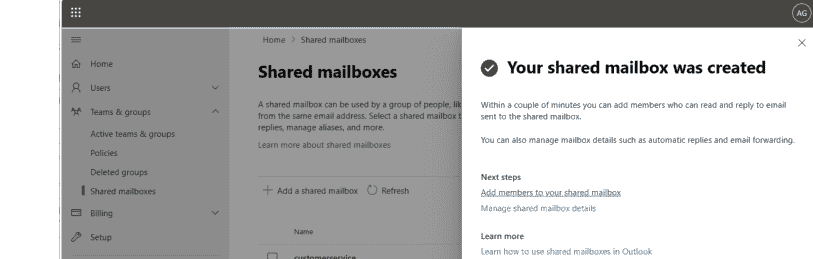 AG
Home > Shared mailboxes
Home
Users
Teams & groups
Active teams & groups
Policies
Deleted groups
Shared mailboxes
Billing
Setup
Shared mailboxes
A shared mailbox can be used by a group of people, lik
from the same email address. Select a shared mailbox t
replies, manage aliases, and more.
Learn more about shared mailboxes
+ Add a shared mailbox Refresh
Name
customerservice
Your shared mailbox was created
Within a couple of minutes you can add members who can read and reply to email
sent to the shared mailbox.
You can also manage mailbox details such as automatic replies and email forwarding.
Next steps
Add members to your shared mailbox
Manage shared mailbox details
Learn more
Learn how to use shared mailboxes in Outlook